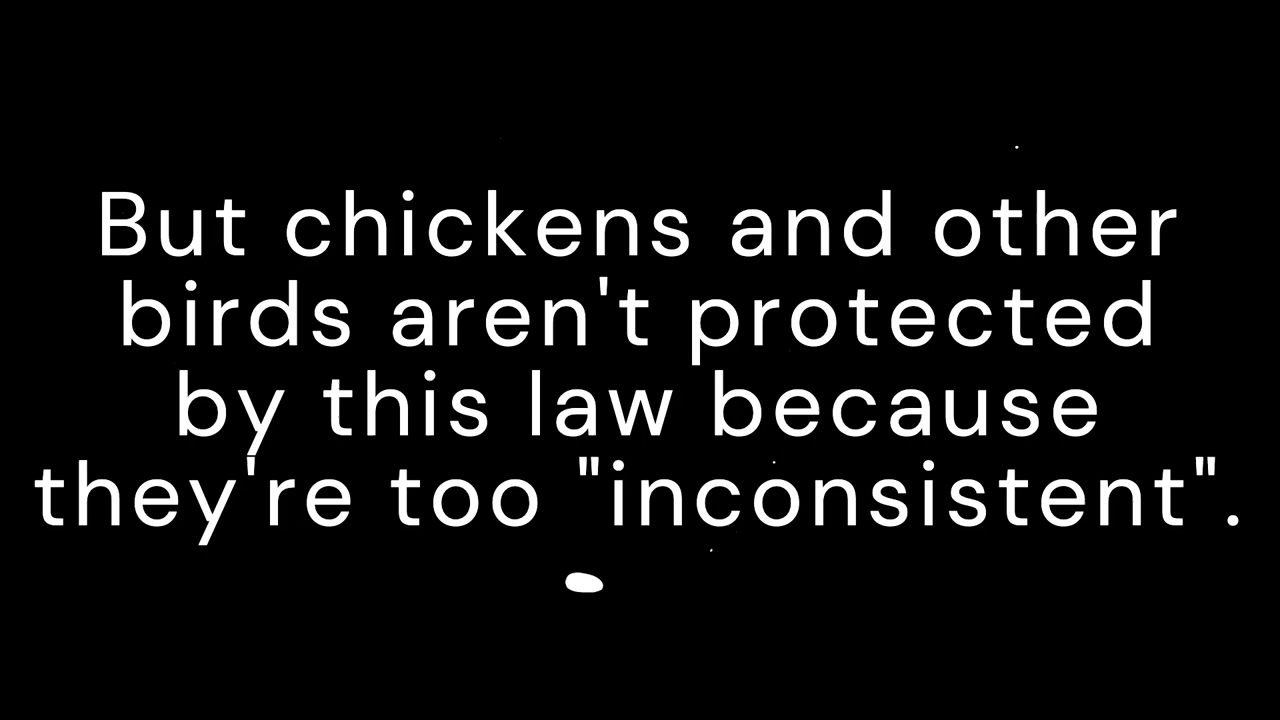 But chickens and other
birds aren't protected
by this law because
they're too "inconsistent".